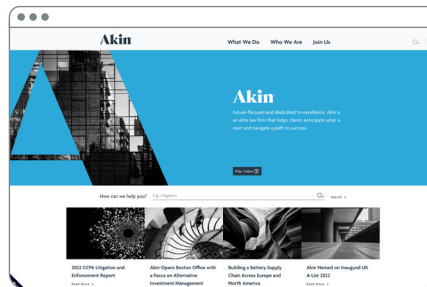 Akin
What We Do Who We Are Join Us
Akin
Future-focused and dedicated to excellence, Akin is
an elite law firm that helps clients anticipate what is
next and navigate a path to success.
Play Video
How can we help you? E.g., Litigation Search >
2022 CCPA Litigation and
Enforcement Report
Read More >
Akin Opens Boston Office with
a Focus on Alternative
Investment Management
Building a Battery Supply
Chain Across Europe and
North America
Read More >
Akin Named on Inaugural UK
A-List 2022
Read More >